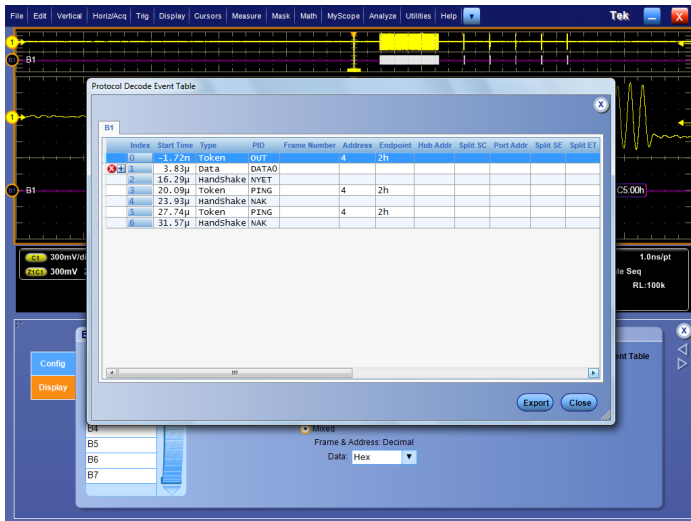 File Edit Vertical Horiz/Acq Trig Display Cursors Measure Mask Math MyScope Analyze Utilities Help Tek X
1
B1 B1
Protocol Decode Event Table
X
B1
Index Start Time Type PID Frame Number Address Endpoint Hub Addr Split SC Port Addr Split SE Split ET
0 -1.72n Token OUT 4 2h
1 3.83µ Data DATA0
2 16.29µ HandShake NYET
3 20.09µ Token PING 4 2h
4 23.93µ HandShake NAK
5 27.74µ Token PING 4 2h
6 31.57µ HandShake NAK
1
B1 B1
C5:00h
C1 300mV/di
Z1C1 300mV
1.0ns/pt
le Seq
RL:100k
X
ent Table
Config
Display
Export Close
B4
B5
B6
B7
Mixed
Frame & Address: Decimal
Data: Hex